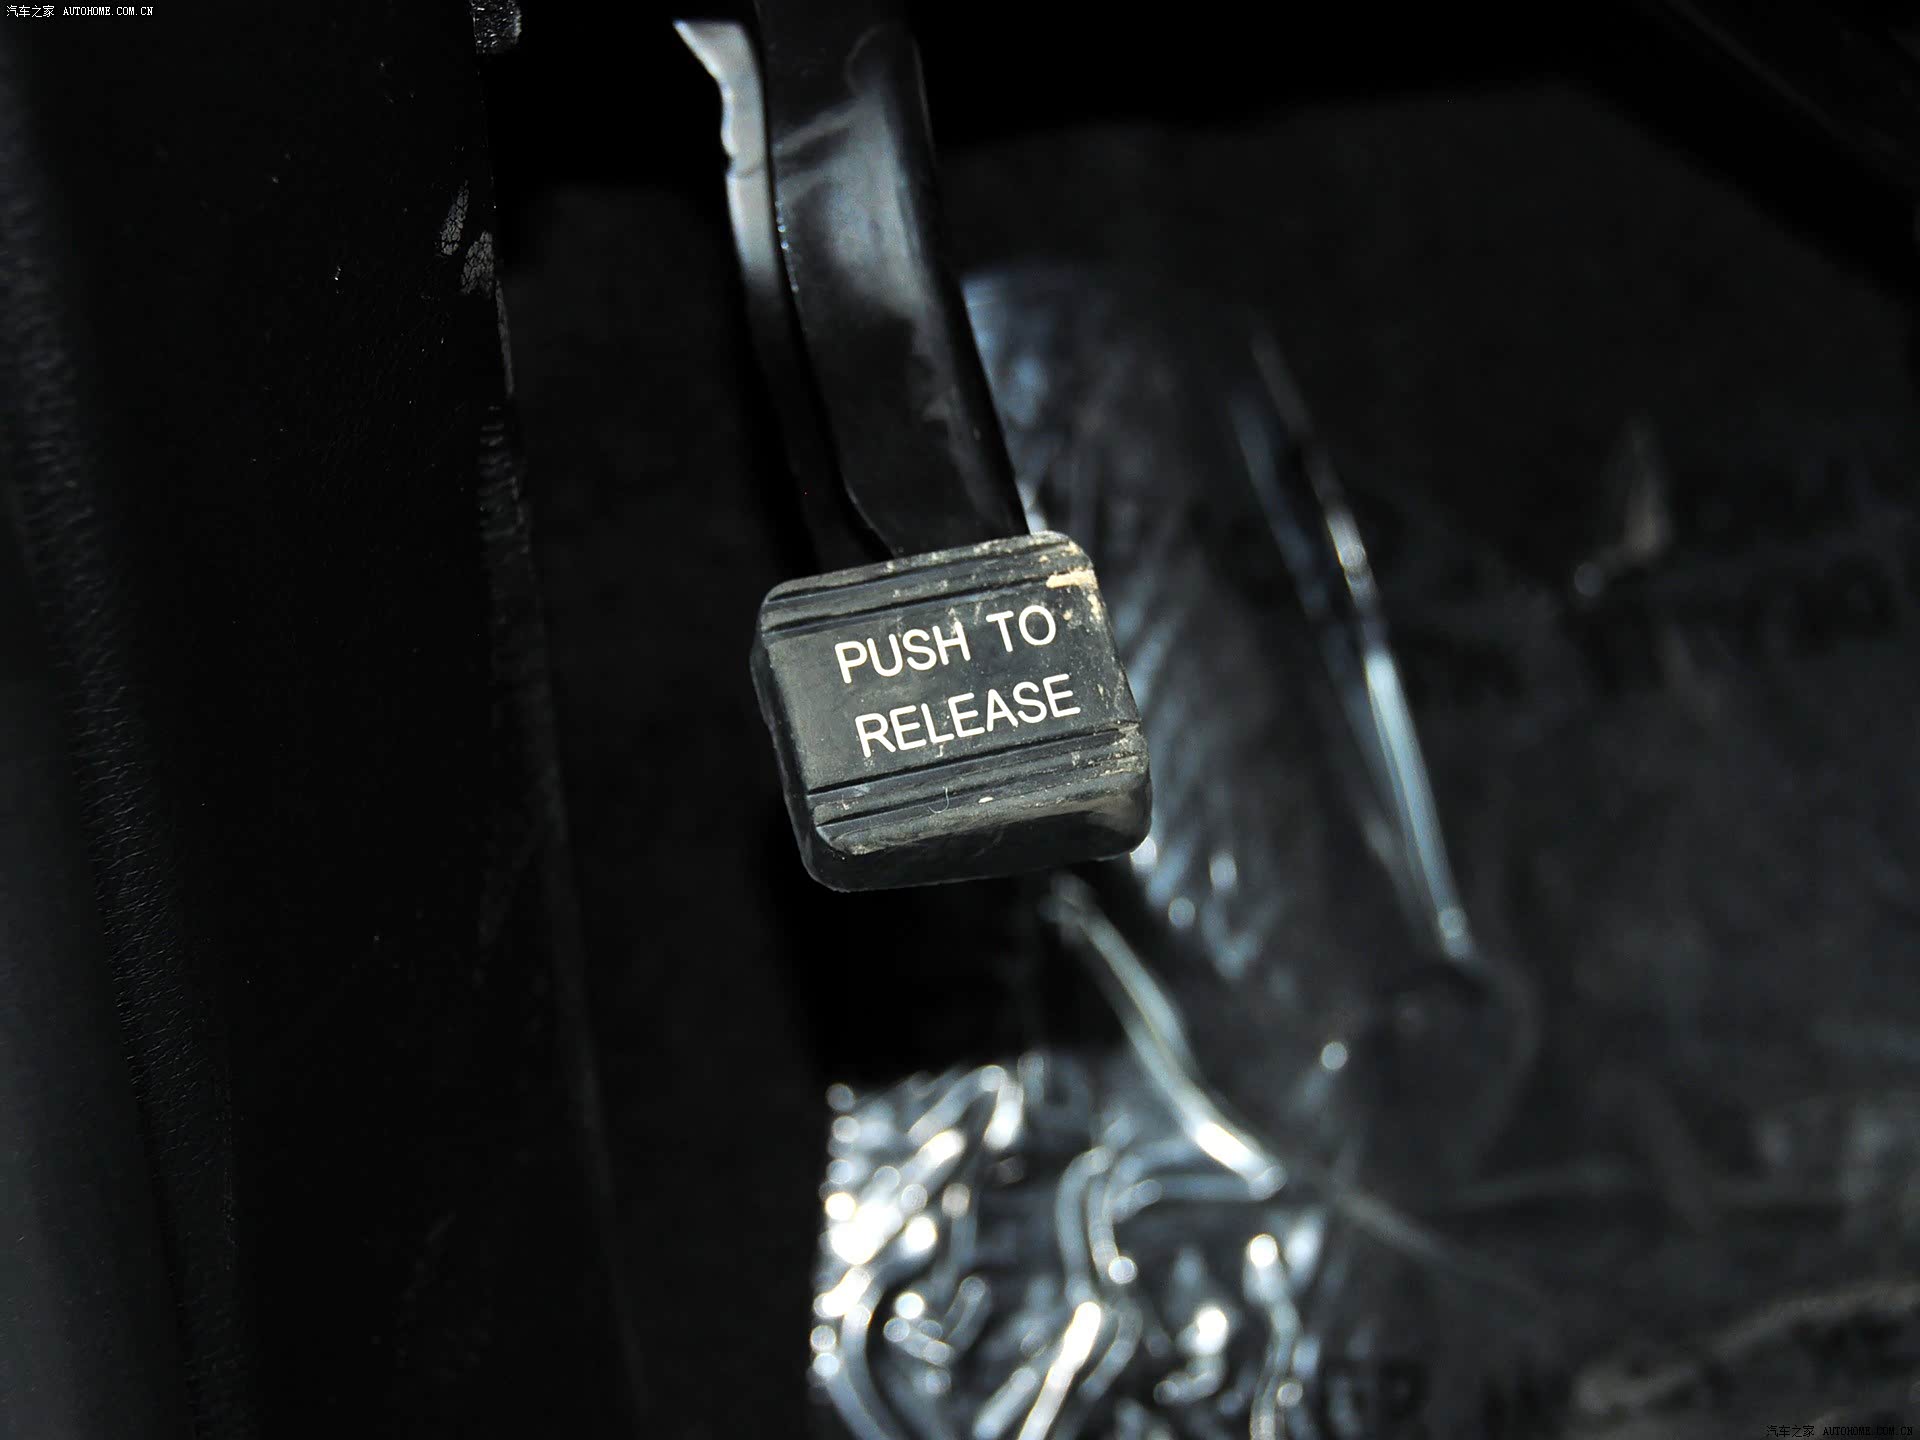 汽车之家 AUTOHOME.COM.CN
PUSH TO
RELEASE
汽车之家 AUTOHOME.COM.CN